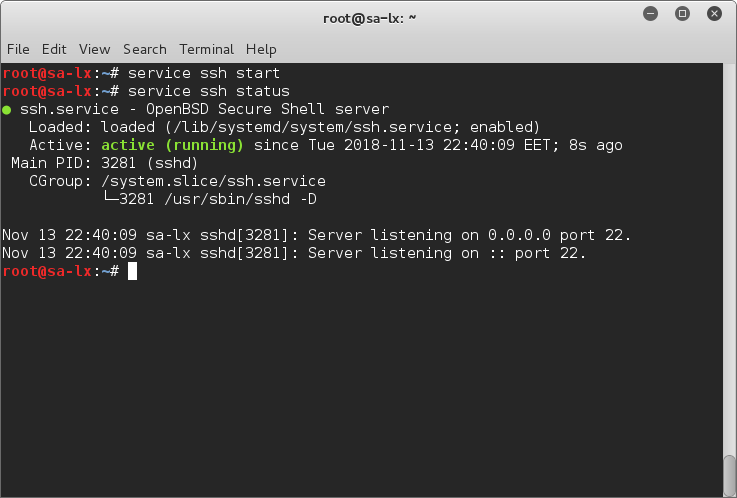 root@sa-lx: ~
File Edit View Search Terminal Help
root@sa-lx:~# service ssh start
root@sa-lx:~# service ssh status
● ssh.service - OpenBSD Secure Shell server
   Loaded: loaded (/lib/systemd/system/ssh.service; enabled)
   Active: active (running) since Tue 2018-11-13 22:40:09 EET; 8s ago
 Main PID: 3281 (sshd)
   CGroup: /system.slice/ssh.service
           └─3281 /usr/sbin/sshd -D
Nov 13 22:40:09 sa-lx sshd[3281]: Server listening on 0.0.0.0 port 22.
Nov 13 22:40:09 sa-lx sshd[3281]: Server listening on :: port 22.
root@sa-lx:~#